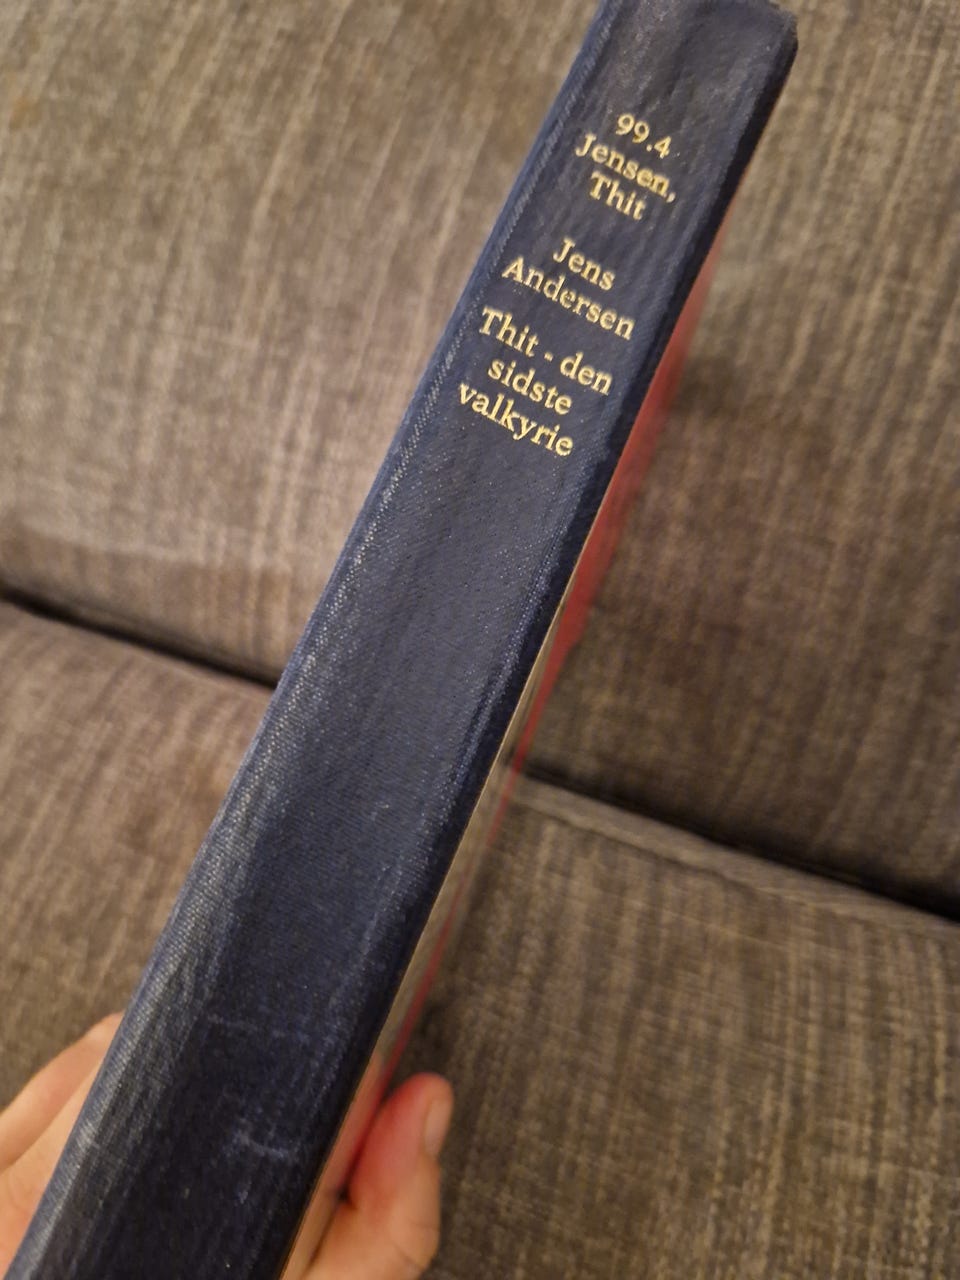 99.4
Jensen,
Thit
Jens
Andersen
Thit - den
sidste
valkyrie